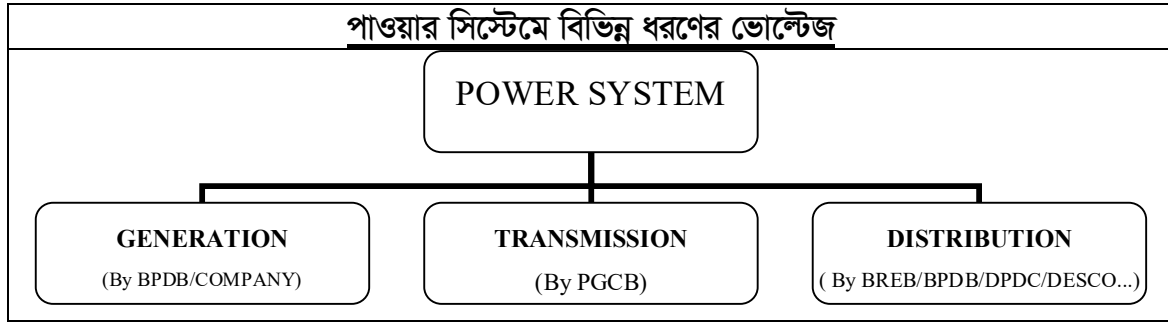 পাওয়ার সিস্টেমে বিভিন্ন ধরণের ভোল্টেজ
POWER SYSTEM
GENERATION
(By BPDB/COMPANY)
TRANSMISSION
(By PGCB)
DISTRIBUTION
( By BREB/BPDB/DPDC/DESCO...)